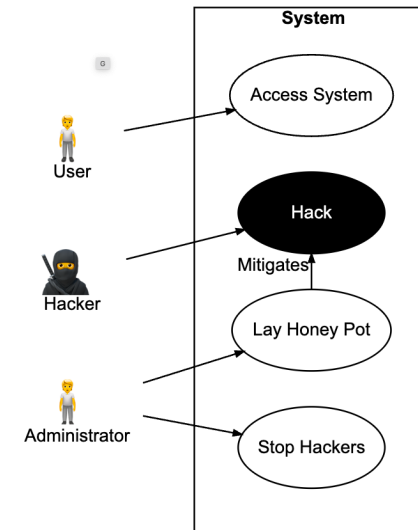 System
G
Access System
User
Hack
Mitigates
Hacker
Lay Honey Pot
Administrator
Stop Hackers